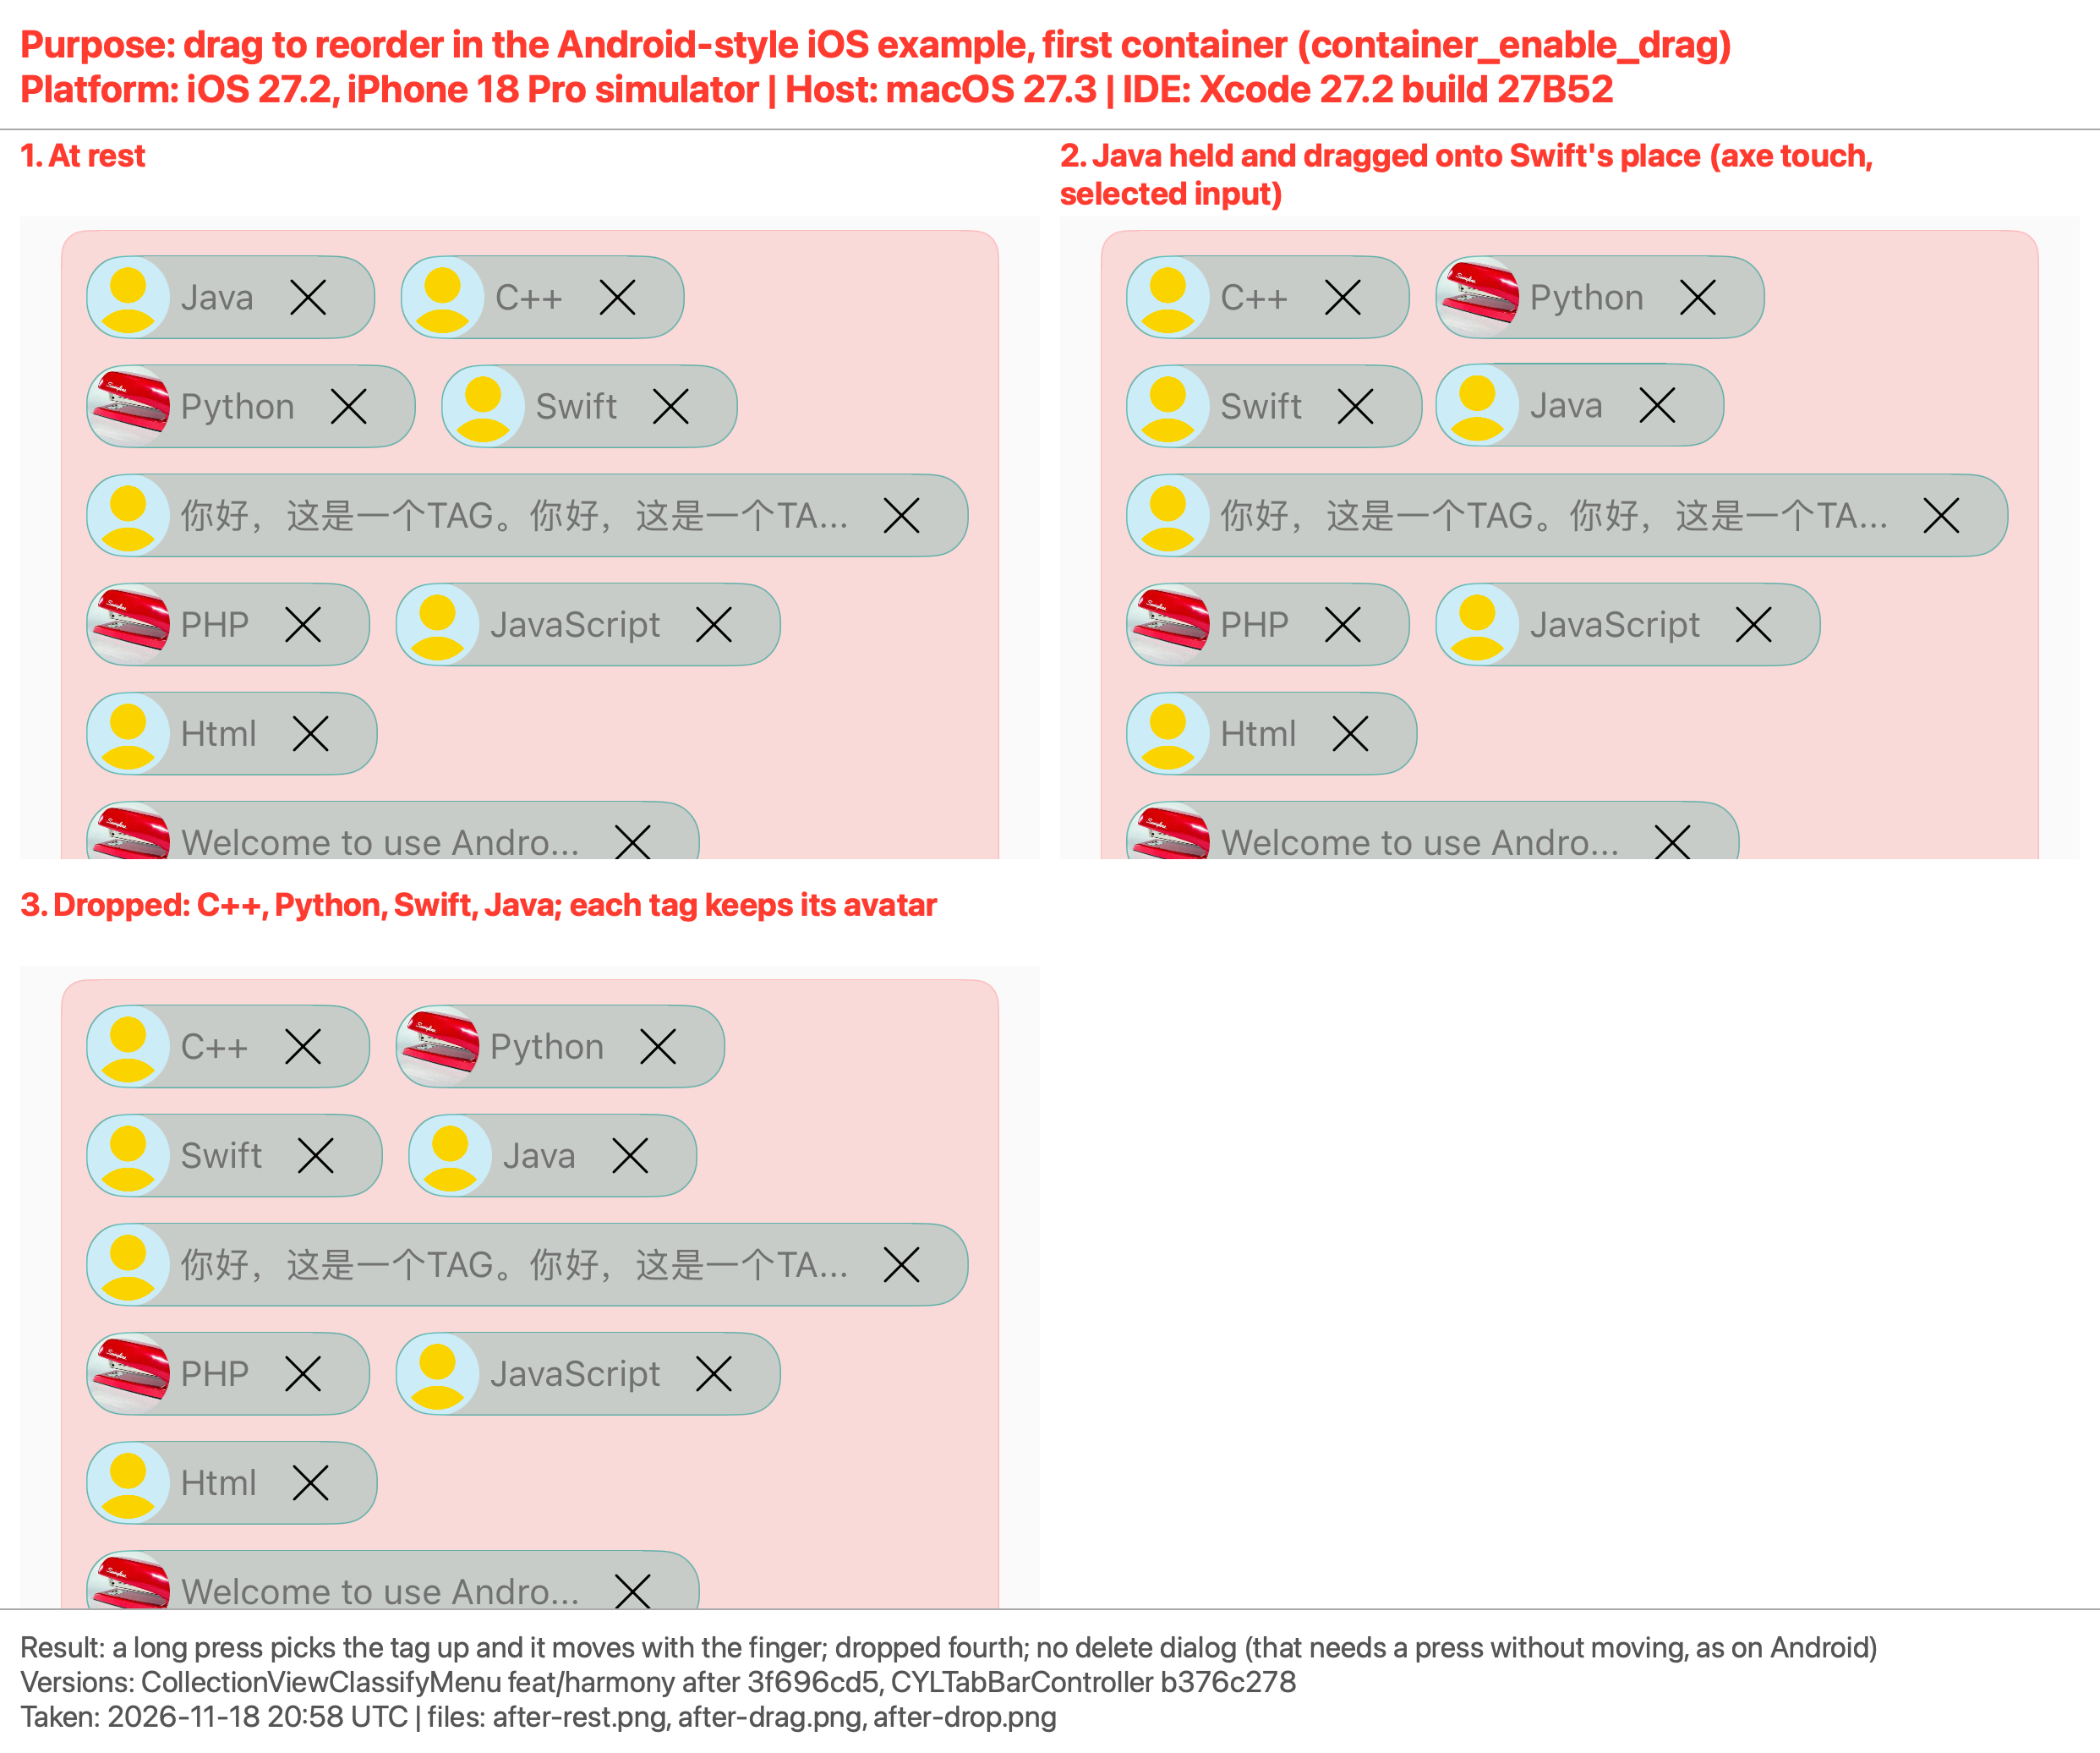 Purpose: drag to reorder in the Android-style iOS example, first container (container_enable_drag)
Platform: iOS 27.2, iPhone 18 Pro simulator | Host: macOS 27.3 | IDE: Xcode 27.2 build 27B52
1. At rest
Java
C++
Python
Swift
你好，这是一个TAG。你好，这是一个TA...
PHP
JavaScript
Html
Welcome to use Andro...
2. Java held and dragged onto Swift's place (axe touch,
selected input)
C++
Python
Swift
Java
你好，这是一个TAG。你好，这是一个TA...
PHP
JavaScript
Html
Welcome to use Andro...
3. Dropped: C++, Python, Swift, Java; each tag keeps its avatar
C++
Python
Swift
Java
你好，这是一个TAG。你好，这是一个TA...
PHP
JavaScript
Html
Welcome to use Andro...
Result: a long press picks the tag up and it moves with the finger; dropped fourth; no delete dialog (that needs a press without moving, as on Android)
Versions: CollectionViewClassifyMenu feat/harmony after 3f696cd5, CYLTabBarController b376c278
Taken: 2026-11-18 20:58 UTC | files: after-rest.png, after-drag.png, after-drop.png